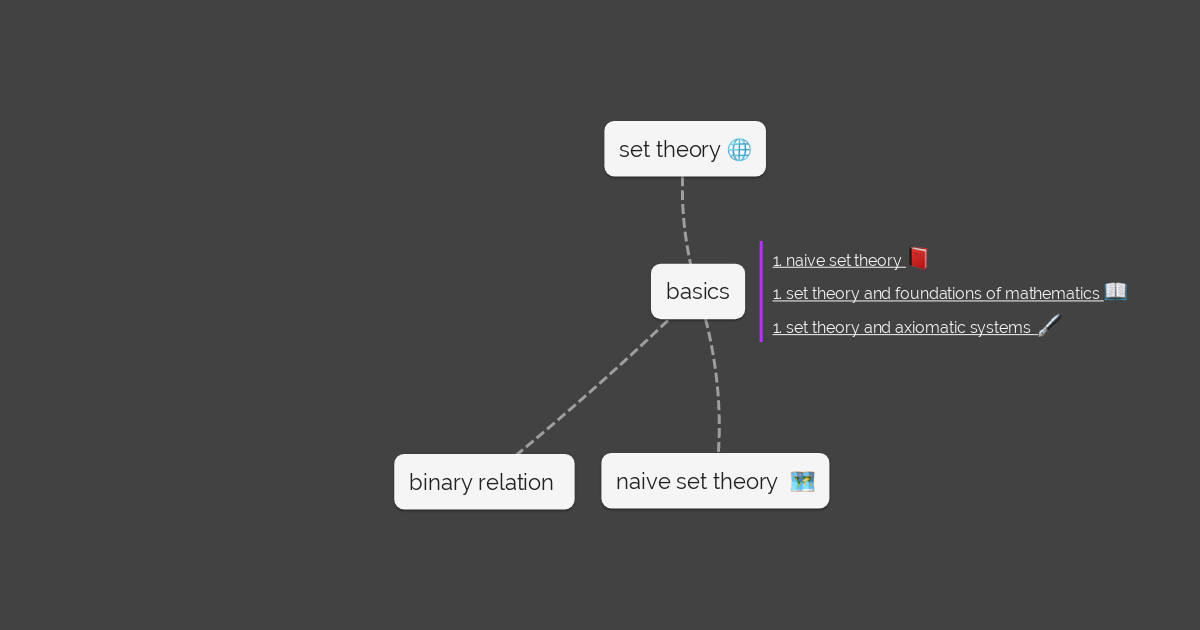 set theory
1. naive set theory
basics
1. set theory and foundations of mathematics
1. set theory and axiomatic systems
binary relation
naive set theory